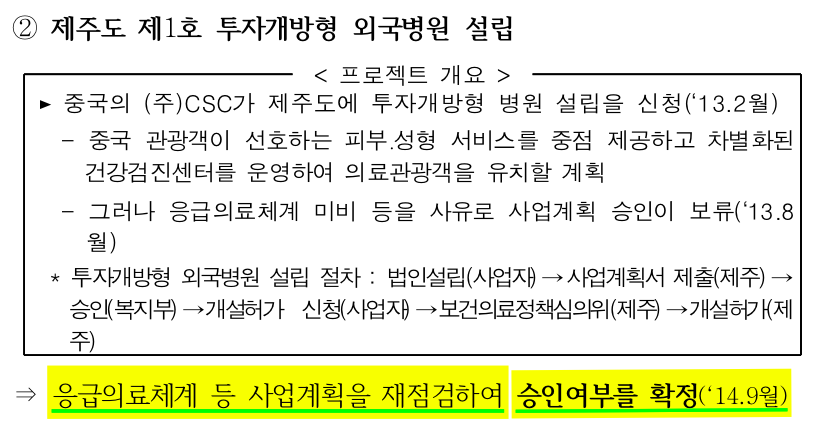 ② 제주도 제1호 투자개방형 외국병원 설립
< 프로젝트 개요 >
► 중국의 (주)CSC가 제주도에 투자개방형 병원 설립을 신청(‘13.2월)
– 중국 관광객이 선호하는 피부.성형 서비스를 중점 제공하고 차별화된
건강검진센터를 운영하여 의료관광객을 유치할 계획
– 그러나 응급의료체계 미비 등을 사유로 사업계획 승인이 보류(‘13.8
월)
* 투자개방형 외국병원 설립 절차 : 법인설립(사업자) → 사업계획서 제출(제주) →
승인(복지부) → 개설허가 신청(사업자) → 보건의료정책심의위(제주) → 개설허가(제
주)
⇒ 응급의료체계 등 사업계획을 재점검하여 승인여부를 확정(‘14.9월)